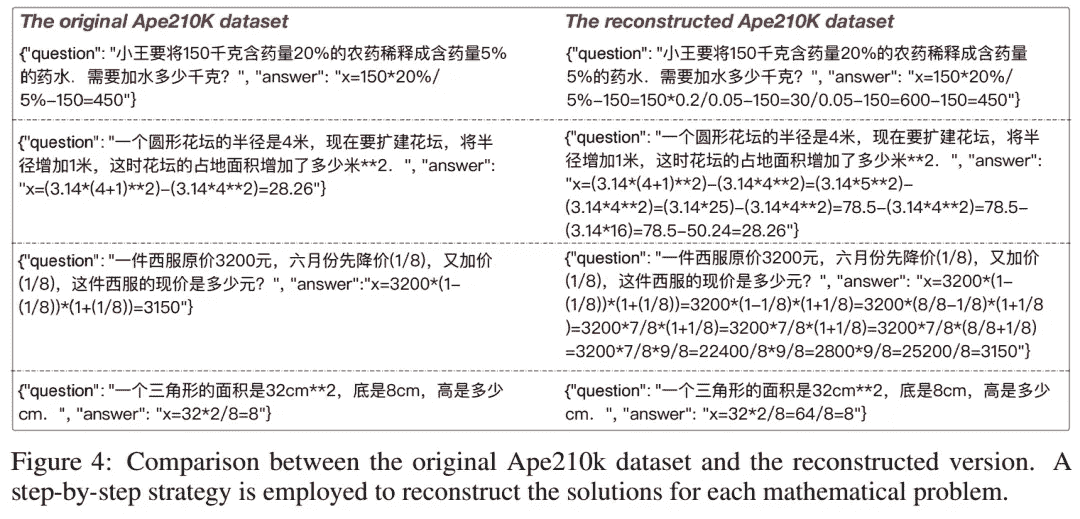 The original Ape210K dataset
The reconstructed Ape210K dataset
{"question": "小王要将150千克含药量20%的农药稀释成含药量5%
的药水．需要加水多少千克？", "answer": "x=150*20%/
5%-150=450"}
{"question": "小王要将150千克含药量20%的农药稀释成含药量
5%的药水．需要加水多少千克？", "answer": "x=150*20%/
5%-150=150*0.2/0.05-150=30/0.05-150=600-150=450"}
{"question": "一个圆形花坛的半径是4米，现在要扩建花坛，将半
径增加1米，这时花坛的占地面积增加了多少米**2．", "answer":
"x=(3.14*(4+1)**2)-(3.14*4**2)=28.26"}
{"question": "一个圆形花坛的半径是4米，现在要扩建花坛，将半
径增加1米，这时花坛的占地面积增加了多少米**2．", "answer":
"x=(3.14*(4+1)**2)-(3.14*4**2)=(3.14*5**2)-
(3.14*4**2)=(3.14*25)-(3.14*4**2)=78.5-(3.14*4**2)=78.5-
(3.14*16)=78.5-50.24=28.26"}
{"question": "一件西服原价3200元，六月份先降价(1/8)，又加价
(1/8)，这件西服的现价是多少元？", "answer":"x=3200*(1-
(1/8))*(1+(1/8))=3150"}
{"question": "一件西服原价3200元，六月份先降价(1/8)，又加价
(1/8)，这件西服的现价是多少元？", "answer": "x=3200*(1-
(1/8))*(1+(1/8))=3200*(1-1/8)*(1+1/8)=3200*(8/8-1/8)*(1+1/8
)=3200*7/8*(1+1/8)=3200*7/8*(1+1/8)=3200*7/8*(8/8+1/8)
=3200*7/8*9/8=22400/8*9/8=2800*9/8=25200/8=3150"}
{"question": "一个三角形的面积是32cm**2，底是8cm，高是多少
cm．", "answer": "x=32*2/8=8"}
{"question": "一个三角形的面积是32cm**2，底是8cm，高是多少
cm．", "answer": "x=32*2/8=64/8=8"}
Figure 4: Comparison between the original Ape210k dataset and the reconstructed version. A
step-by-step strategy is employed to reconstruct the solutions for each mathematical problem.